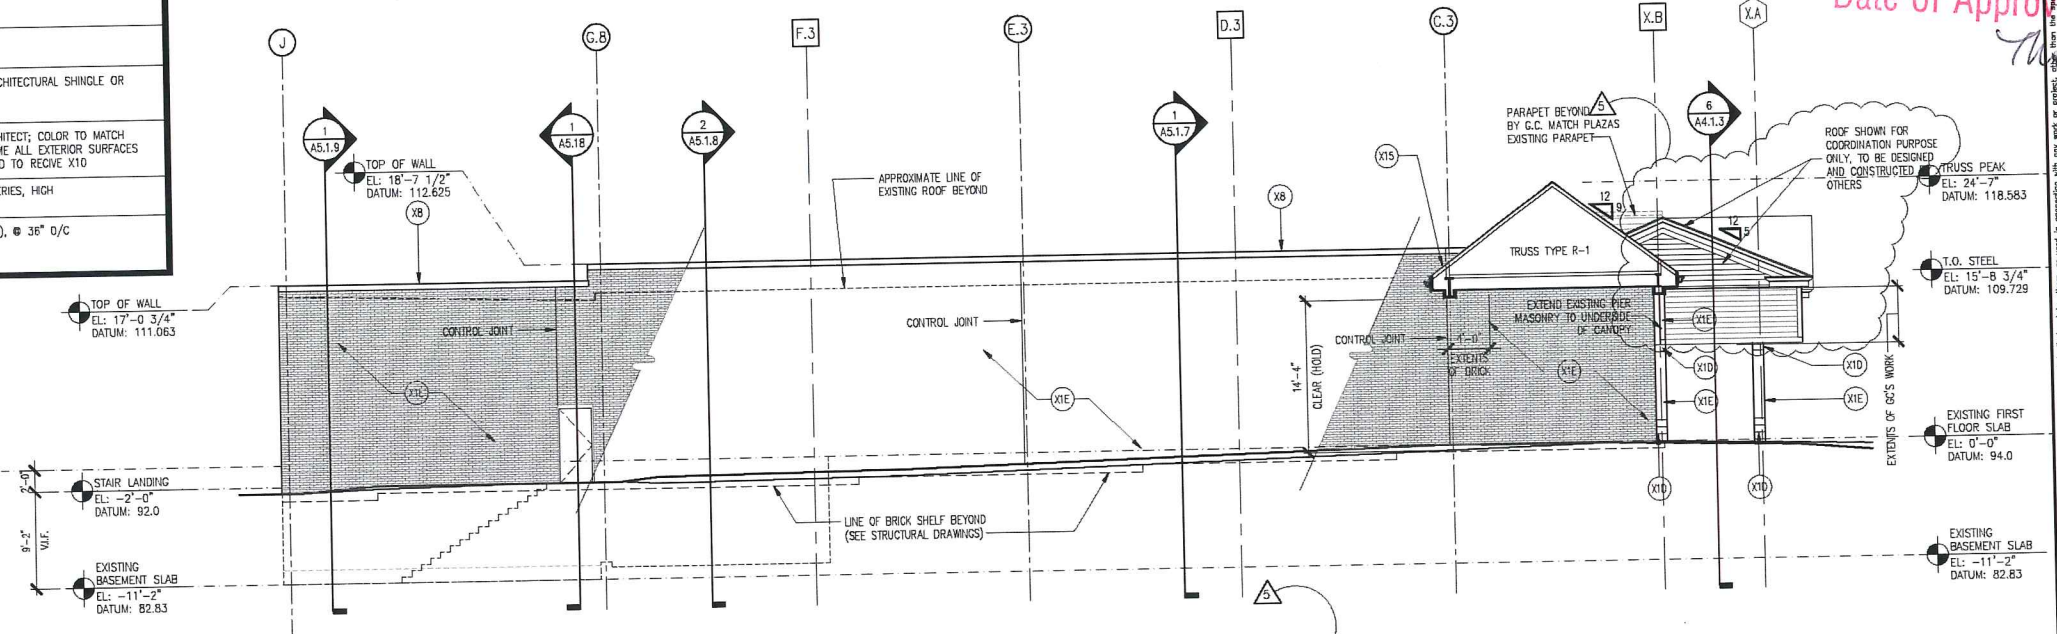 CHITECTURAL SHINGLE OR
HITECT; COLOR TO MATCH
ME ALL EXTERIOR SURFACES
D TO RECIVE X10
ERIES, HIGH
), @ 36" O/C
Date of Approv
J
G.8
F.3
E.3
D.3
C.3
X.B
X.A
1
A5.1.9
1
A5.18
2
A5.1.8
1
A5.1.7
6
A4.1.3
TOP OF WALL
EL: 18'-7 1/2"
DATUM: 112.625
X8
APPROXIMATE LINE OF
EXISTING ROOF BEYOND
X8
X15
PARAPET BEYOND
BY G.C. MATCH PLAZAS
EXISTING PARAPET
5
ROOF SHOWN FOR
COORDINATION PURPOSE
ONLY, TO BE DESIGNED
AND CONSTRUCTED
OTHERS
TRUSS PEAK
EL: 24'-7"
DATUM: 118.583
12
9
12
5
TRUSS TYPE R-1
T.O. STEEL
EL: 15'-8 3/4"
DATUM: 109.729
TOP OF WALL
EL: 17'-0 3/4"
DATUM: 111.063
CONTROL JOINT
CONTROL JOINT
CONTROL JOINT
EXTEND EXISTING PIER
MASONRY TO UNDERSIDE
OF CANOPY
EXTENTS
OF BRICK
14'-4"
CLEAR (HOLD)
X1E
X1E
X1E
X1E
X1D
X1E
X1D
X1E
X1D
X1D
EXTENTS OF GC'S WORK
EXISTING FIRST
FLOOR SLAB
EL: 0'-0"
DATUM: 94.0
2'-0"
STAIR LANDING
EL: -2'-0"
DATUM: 92.0
9'-2"
V.I.F.
LINE OF BRICK SHELF BEYOND
(SEE STRUCTURAL DRAWINGS)
EXISTING
BASEMENT SLAB
EL: -11'-2"
DATUM: 82.83
EXISTING
BASEMENT SLAB
EL: -11'-2"
DATUM: 82.83
5